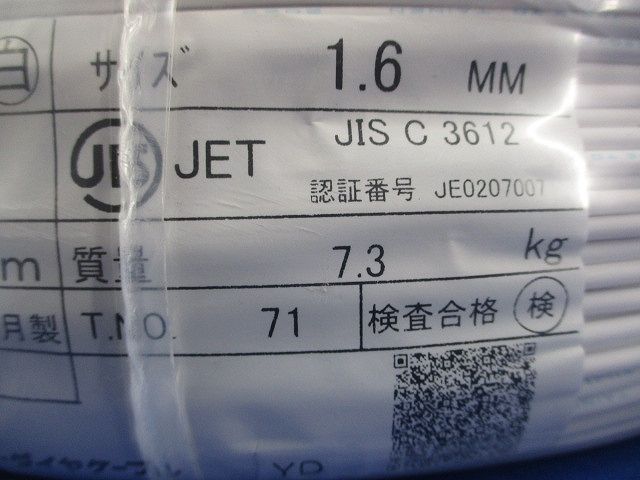 白 サイズ 1.6 MM
JIS JET JIS C 3612
認証番号 JE0207007
m 質量 7.3 kg
月製 T.NO. 71 検査合格 検
YD